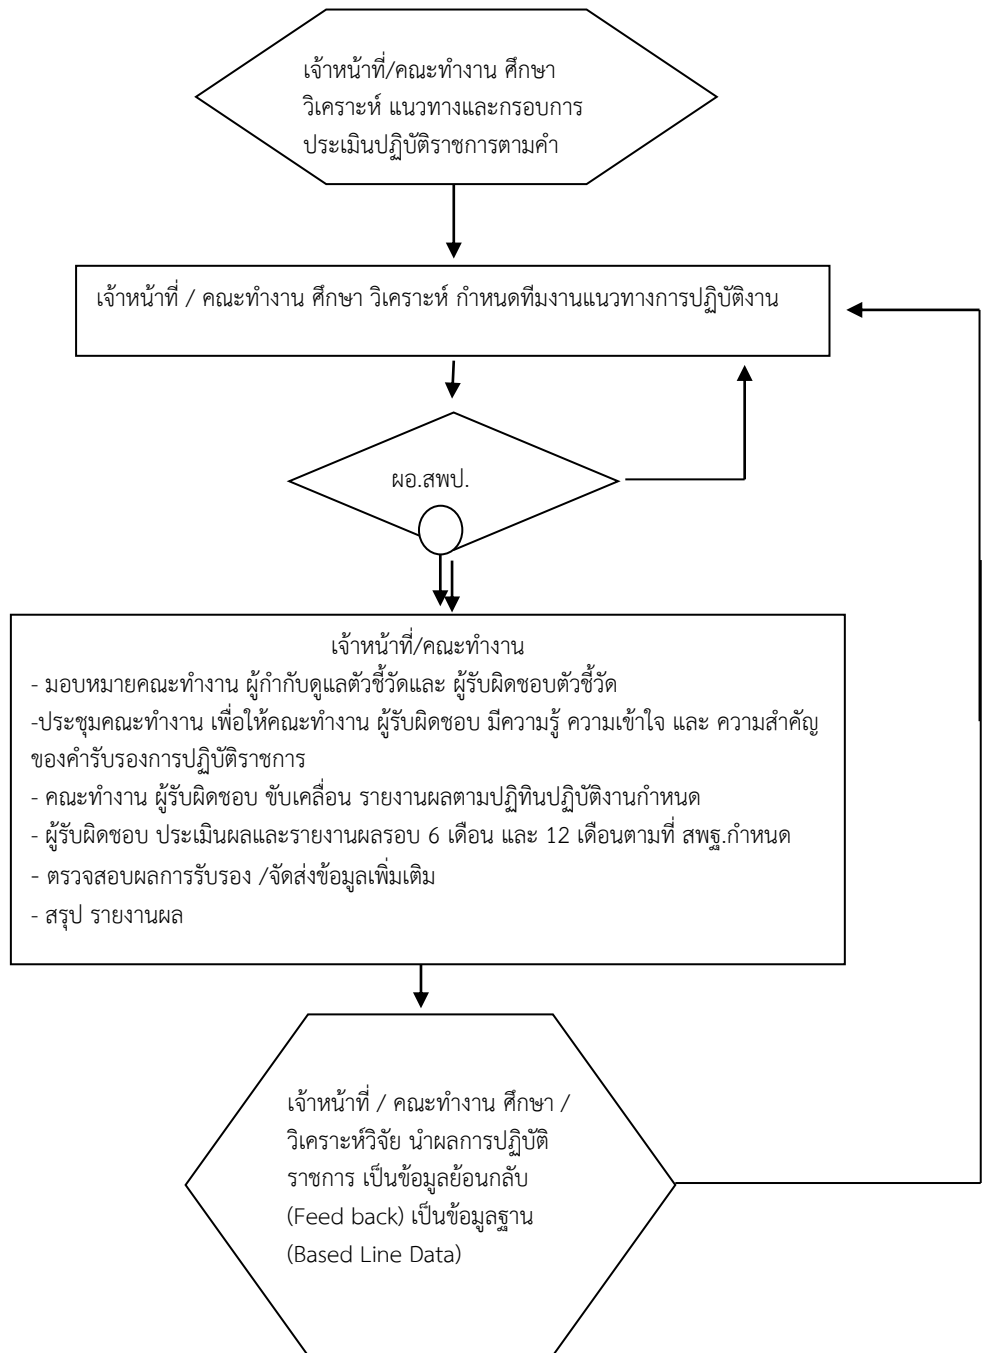 เจ้าหน้าที่/คณะทำงาน ศึกษา
วิเคราะห์ แนวทางและกรอบการ
ประเมินปฏิบัติราชการตามคำ
เจ้าหน้าที่ / คณะทำงาน ศึกษา วิเคราะห์ กำหนดทีมงานแนวทางการปฏิบัติงาน
ผอ.สพป.
เจ้าหน้าที่/คณะทำงาน
- มอบหมายคณะทำงาน ผู้กำกับดูแลตัวชี้วัดและ ผู้รับผิดชอบตัวชี้วัด
-ประชุมคณะทำงาน เพื่อให้คณะทำงาน ผู้รับผิดชอบ มีความรู้ ความเข้าใจ และ ความสำคัญ
ของคำรับรองการปฏิบัติราชการ
- คณะทำงาน ผู้รับผิดชอบ ขับเคลื่อน รายงานผลตามปฏิทินปฏิบัติงานกำหนด
- ผู้รับผิดชอบ ประเมินผลและรายงานผลรอบ 6 เดือน และ 12 เดือนตามที่ สพฐ.กำหนด
- ตรวจสอบผลการรับรอง /จัดส่งข้อมูลเพิ่มเติม
- สรุป รายงานผล
เจ้าหน้าที่ / คณะทำงาน ศึกษา /
วิเคราะห์วิจัย นำผลการปฏิบัติ
ราชการ เป็นข้อมูลย้อนกลับ
(Feed back) เป็นข้อมูลฐาน
(Based Line Data)